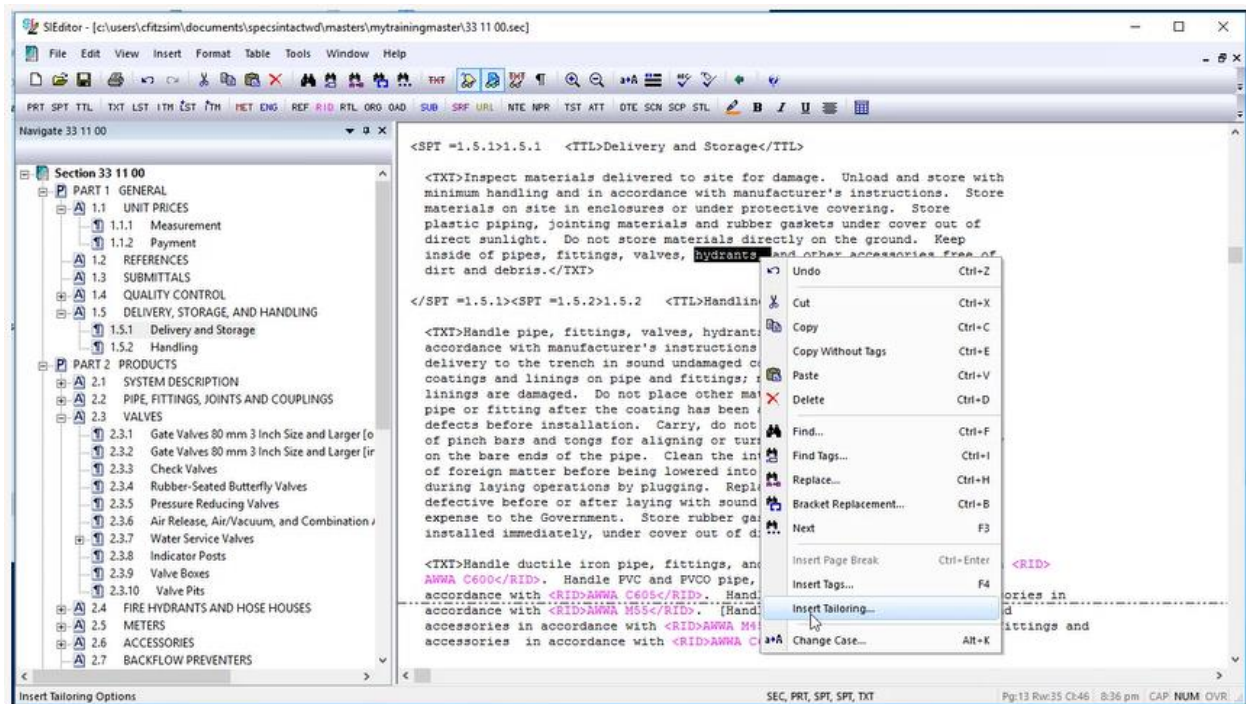 SIEditor - [c:\users\cfitzsim\documents\specsintactwd\masters\mytrainingmaster\33 11 00.sec]
File Edit View Insert Format Table Tools Window Help
PRT SPT TTL TXT LST ITM MET ENG REF RID RTL ORG OAD SUB SRF URL NTE NPR TST ATT DTE SCN SCP STL B I U
Navigate 33 11 00
Section 33 11 00
PART 1 GENERAL
1.1 UNIT PRICES
1.1.1 Measurement
1.1.2 Payment
1.2 REFERENCES
1.3 SUBMITTALS
1.4 QUALITY CONTROL
1.5 DELIVERY, STORAGE, AND HANDLING
1.5.1 Delivery and Storage
1.5.2 Handling
PART 2 PRODUCTS
2.1 SYSTEM DESCRIPTION
2.2 PIPE, FITTINGS, JOINTS AND COUPLINGS
2.3 VALVES
2.3.1 Gate Valves 80 mm 3 Inch Size and Larger [o
2.3.2 Gate Valves 80 mm 3 Inch Size and Larger [ir
2.3.3 Check Valves
2.3.4 Rubber-Seated Butterfly Valves
2.3.5 Pressure Reducing Valves
2.3.6 Air Release, Air/Vacuum, and Combination
2.3.7 Water Service Valves
2.3.8 Indicator Posts
2.3.9 Valve Boxes
2.3.10 Valve Pits
2.4 FIRE HYDRANTS AND HOSE HOUSES
2.5 METERS
2.6 ACCESSORIES
2.7 BACKFLOW PREVENTERS
<SPT =1.5.1>1.5.1 <TTL>Delivery and Storage</TTL>
<TXT>Inspect materials delivered to site for damage. Unload and store with
minimum handling and in accordance with manufacturer's instructions. Store
materials on site in enclosures or under protective covering. Store
plastic piping, jointing materials and rubber gaskets under cover out of
direct sunlight. Do not store materials directly on the ground. Keep
inside of pipes, fittings, valves, hydrants, and other accessories free of
dirt and debris.</TXT>
</SPT =1.5.1><SPT =1.5.2>1.5.2 <TTL>Handlin
<TXT>Handle pipe, fittings, valves, hydrant
accordance with manufacturer's instructions
delivery to the trench in sound undamaged c
coatings and linings on pipe and fittings;
linings are damaged. Do not place other ma
pipe or fitting after the coating has been
defects before installation. Carry, do not
of pinch bars and tongs for aligning or tur
on the bare ends of the pipe. Clean the in
of foreign matter before being lowered into
during laying operations by plugging. Repl
defective before or after laying with sound
expense to the Government. Store rubber ga
installed immediately, under cover out of d
<TXT>Handle ductile iron pipe, fittings, an <RID>
AWWA C600</RID>. Handle PVC and PVCO pipe,
accordance with <RID>AWWA C605</RID>. Hand ories in
accordance with <RID>AWWA M55</RID>. [Hand d
accessories in accordance with <RID>AWWA M4 ittings and
accessories in accordance with <RID>AWWA C
Undo Ctrl+Z
Cut Ctrl+X
Copy Ctrl+C
Copy Without Tags Ctrl+E
Paste Ctrl+V
Delete Ctrl+D
Find... Ctrl+F
Find Tags... Ctrl+I
Replace... Ctrl+H
Bracket Replacement... Ctrl+B
Next F3
Insert Page Break Ctrl+Enter
Insert Tags... F4
Insert Tailoring...
Change Case... Alt+K
Insert Tailoring Options
SEC, PRT, SPT, SPT, TXT
Pg:13 Rw:35 Cl:46 8:36 pm CAP NUM OVR